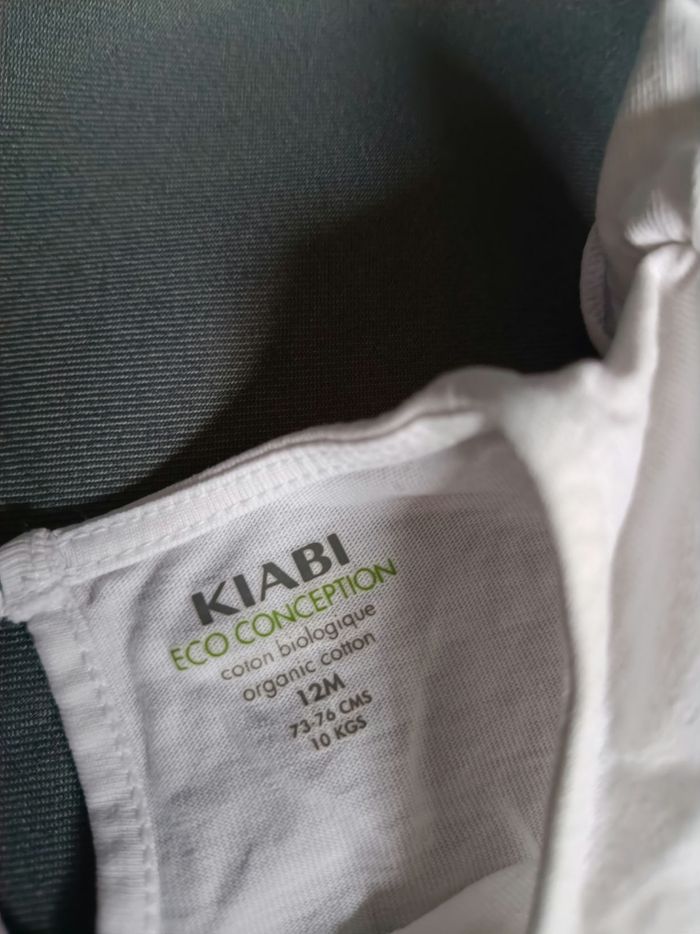 KIABI
ECO CONCEPTION
coton biologique
organic cotton
12M
73-76 CMS
10 KGS